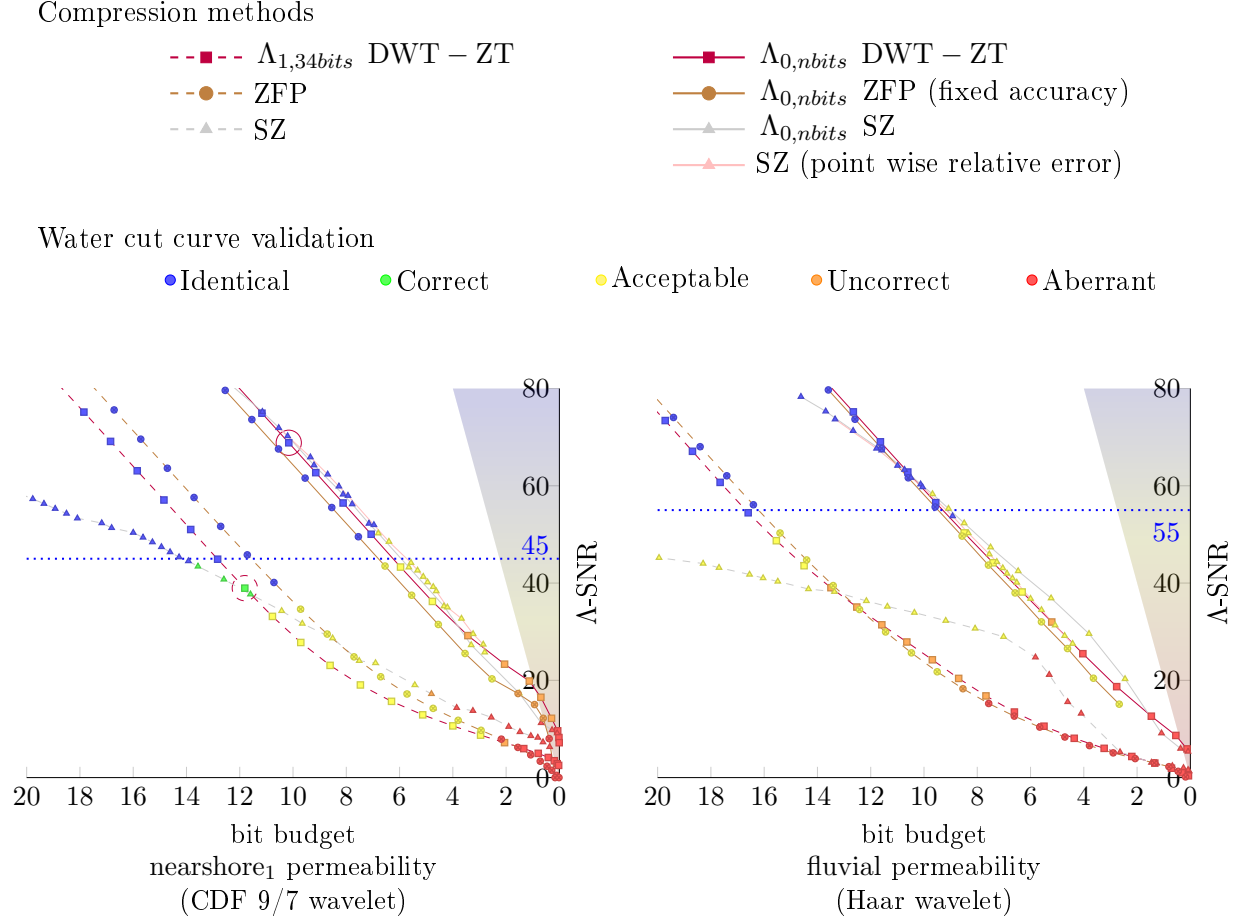 Compression methods
Λ1,34bits DWT − ZT
ZFP
SZ
Λ0,nbits DWT − ZT
Λ0,nbits ZFP (fixed accuracy)
Λ0,nbits SZ
SZ (point wise relative error)
Water cut curve validation
Identical Correct Acceptable Uncorrect Aberrant
80
60
45
40
20
0
Λ-SNR
20 18 16 14 12 10 8 6 4 2 0
bit budget
nearshore1 permeability
(CDF 9/7 wavelet)
80
60
55
40
20
0
Λ-SNR
20 18 16 14 12 10 8 6 4 2 0
bit budget
fluvial permeability
(Haar wavelet)